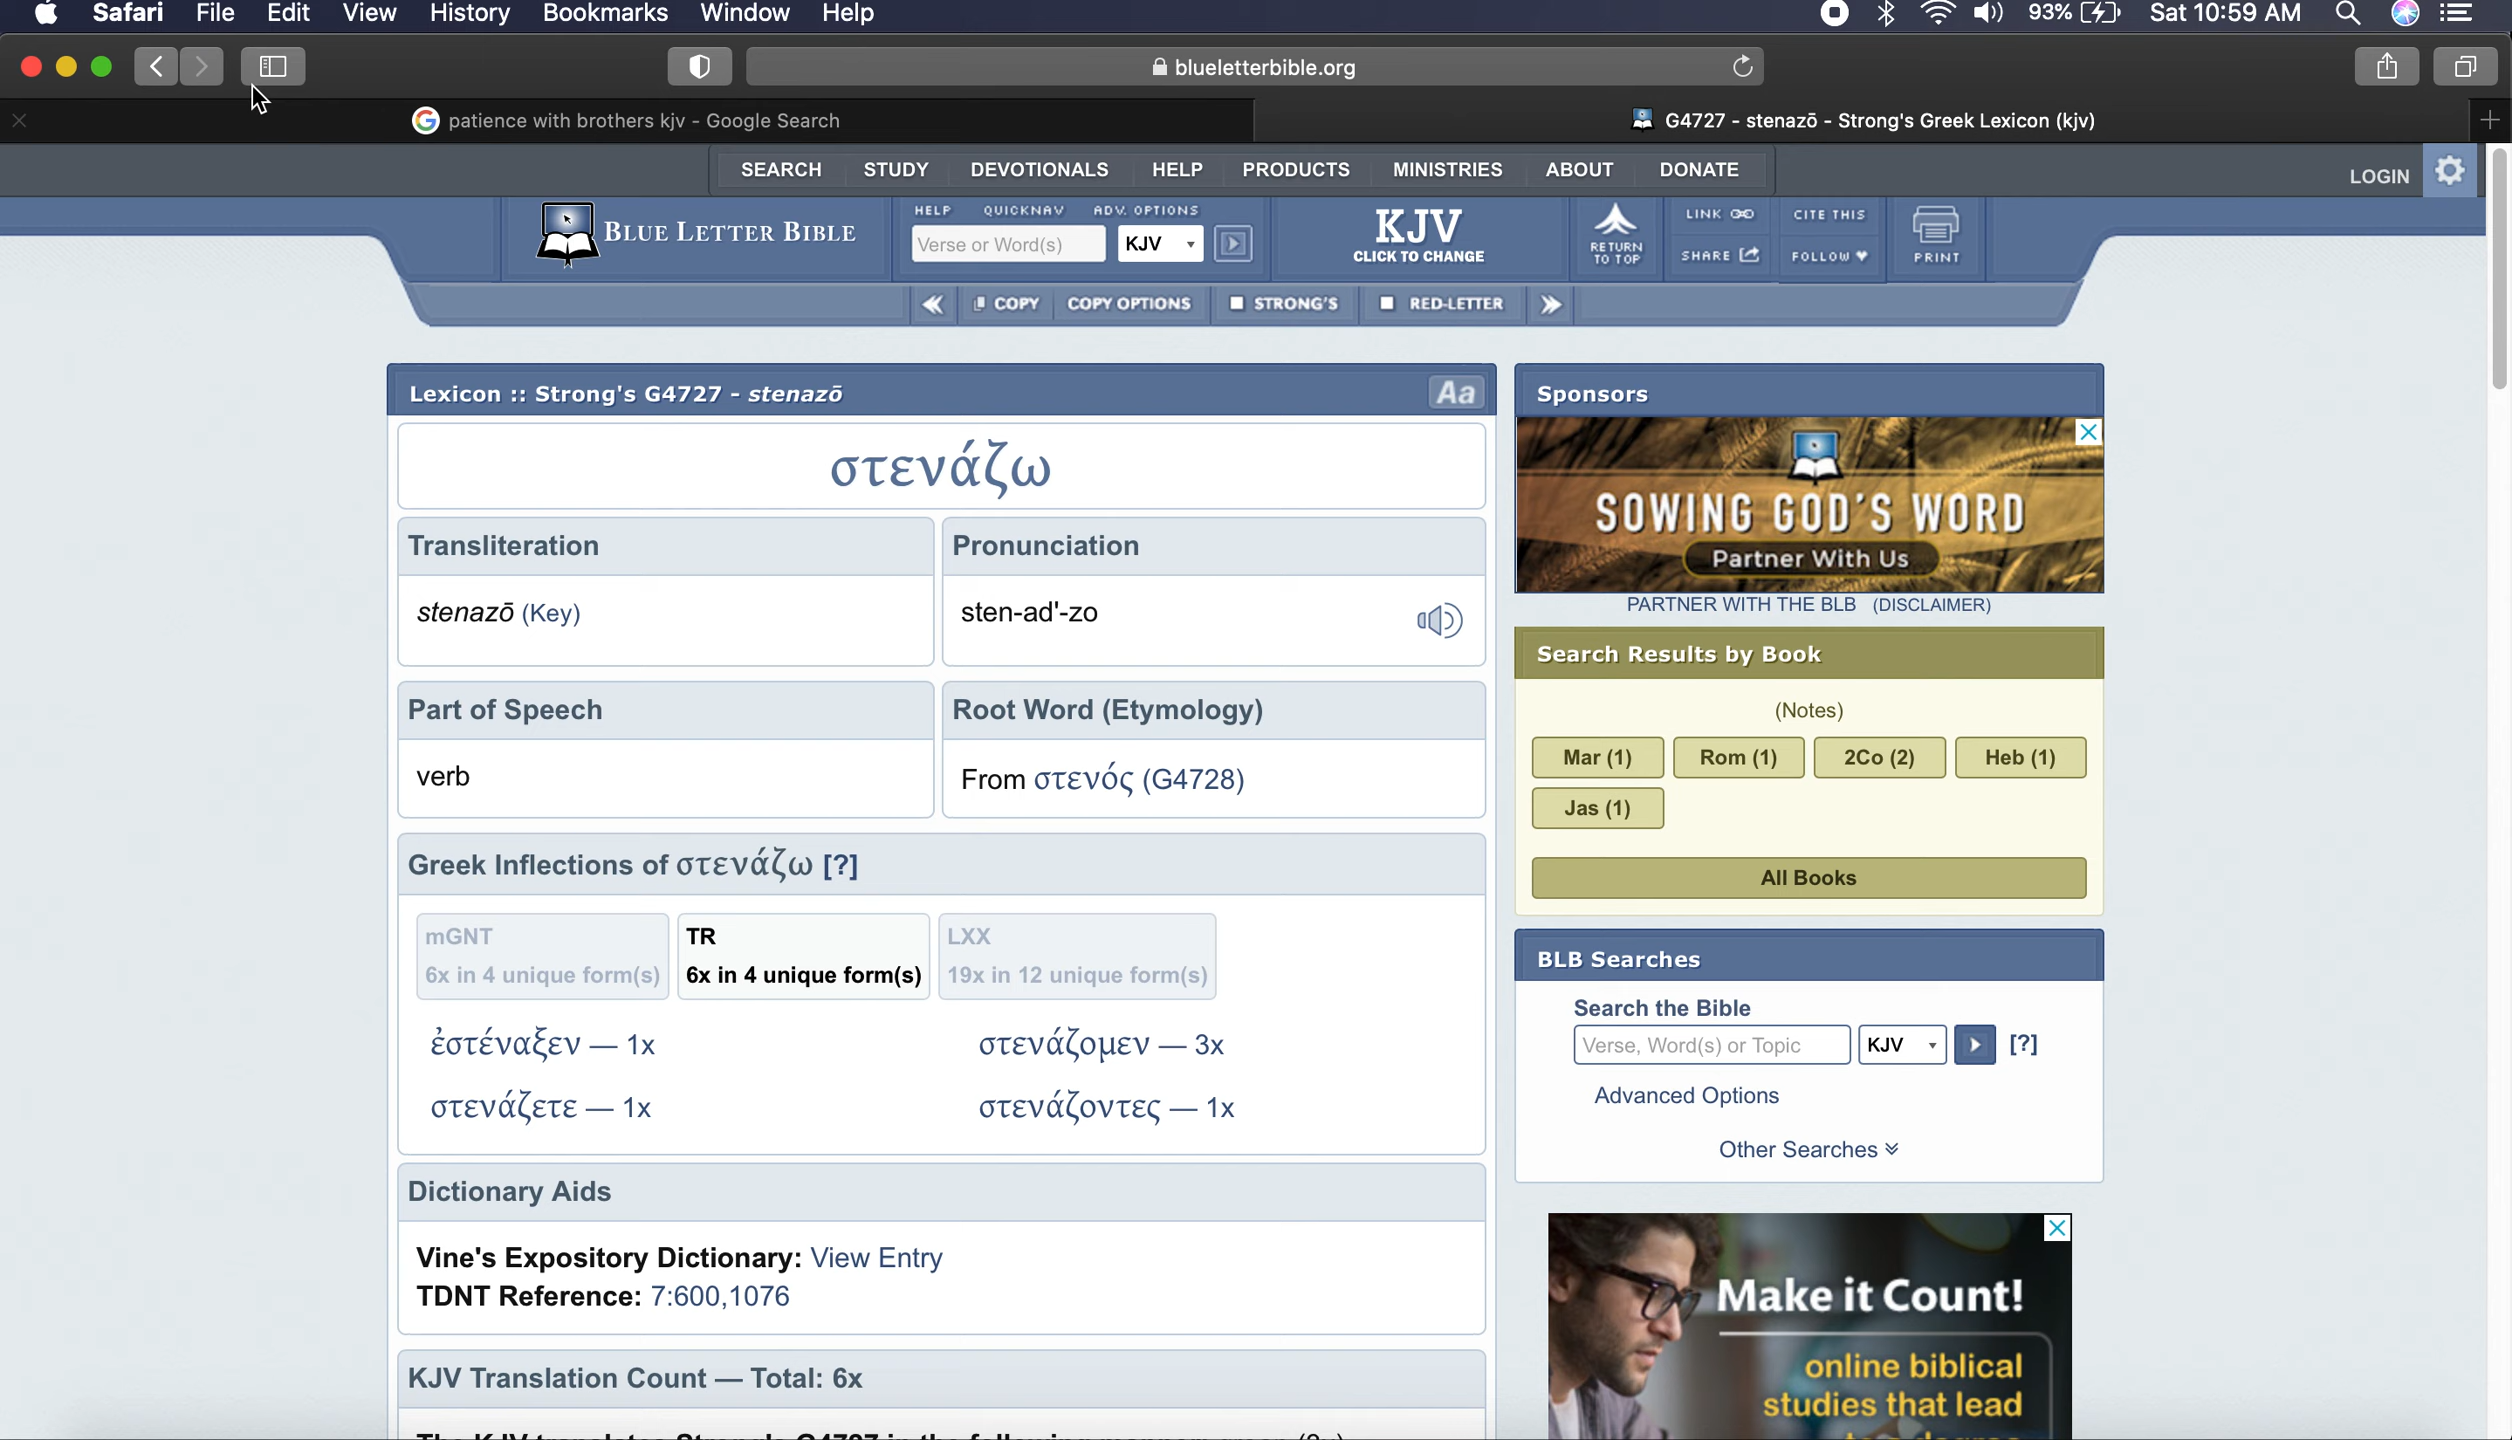 Safari File Edit View History Bookmarks Window Help 93% Sat 10:59 AM
blueletterbible.org
patience with brothers kjv - Google Search
G4727 - stenazō - Strong's Greek Lexicon (kjv)
SEARCH STUDY DEVOTIONALS HELP PRODUCTS MINISTRIES ABOUT DONATE
LOGIN
BLUE LETTER BIBLE
HELP QUICKNAV ADV. OPTIONS
Verse or Word(s) KJV
KJV
CLICK TO CHANGE
RETURN
TO TOP
LINK
SHARE
CITE THIS
FOLLOW
PRINT
COPY COPY OPTIONS STRONG'S RED-LETTER
Lexicon :: Strong's G4727 - stenazō
Aa
στενάζω
Transliteration
stenazō (Key)
Pronunciation
sten-ad'-zo
Part of Speech
verb
Root Word (Etymology)
From στενός (G4728)
Greek Inflections of στενάζω [?]
mGNT
6x in 4 unique form(s)
TR
6x in 4 unique form(s)
LXX
19x in 12 unique form(s)
ἐστέναξεν — 1x
στενάζομεν — 3x
στενάζετε — 1x
στενάζοντες — 1x
Dictionary Aids
Vine's Expository Dictionary: View Entry
TDNT Reference: 7:600,1076
KJV Translation Count — Total: 6x
Sponsors
SOWING GOD'S WORD
Partner With Us
PARTNER WITH THE BLB (DISCLAIMER)
Search Results by Book
(Notes)
Mar (1) Rom (1) 2Co (2) Heb (1)
Jas (1)
All Books
BLB Searches
Search the Bible
Verse, Word(s) or Topic KJV [?]
Advanced Options
Other Searches
Make it Count!
online biblical
studies that lead